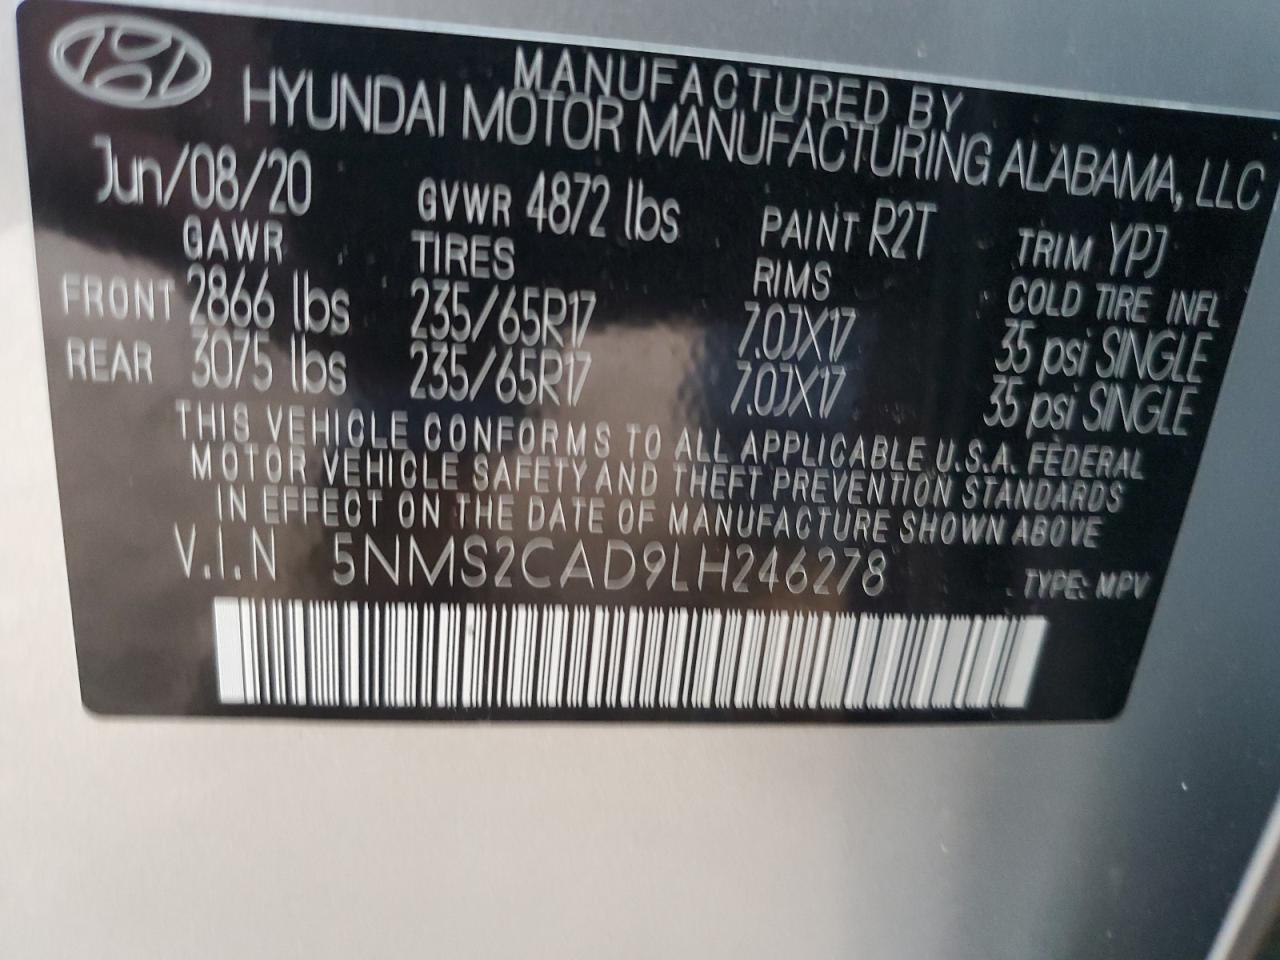 MANUFACTURED BY
HYUNDAI MOTOR MANUFACTURING ALABAMA, LLC
Jun/08/20 GVWR 4872 lbs PAINT R2T TRIM YPJ
GAWR TIRES RIMS COLD TIRE INFL
FRONT 2866 lbs 235/65R17 7.0JX17 35 psi SINGLE
REAR 3075 lbs 235/65R17 7.0JX17 35 psi SINGLE
THIS VEHICLE CONFORMS TO ALL APPLICABLE U.S.A. FEDERAL
MOTOR VEHICLE SAFETY AND THEFT PREVENTION STANDARDS
IN EFFECT ON THE DATE OF MANUFACTURE SHOWN ABOVE
V.I.N 5NMS2CAD9LH246278 TYPE: MPV